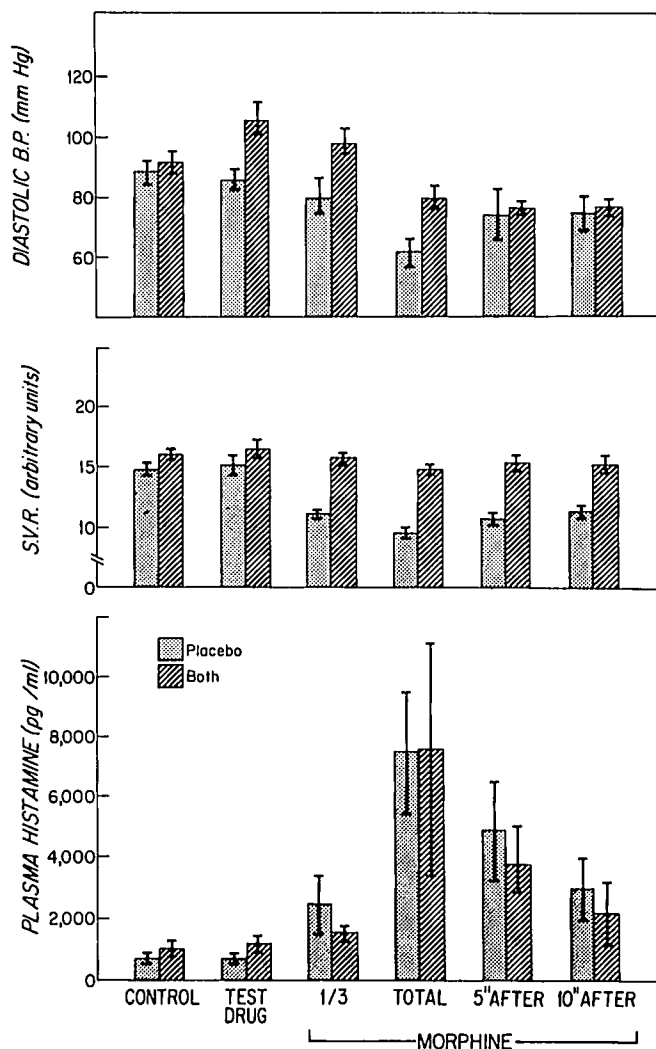 DIASTOLIC B.P. (mm Hg)
120
100
80
60
S.V.R. (arbitrary units)
20
15
10
0
PLASMA HISTAMINE (pg/ml)
Placebo
Both
10,000
8,000
6,000
4,000
2,000
0
CONTROL
TEST
DRUG
1/3
TOTAL
5"AFTER
10"AFTER
MORPHINE